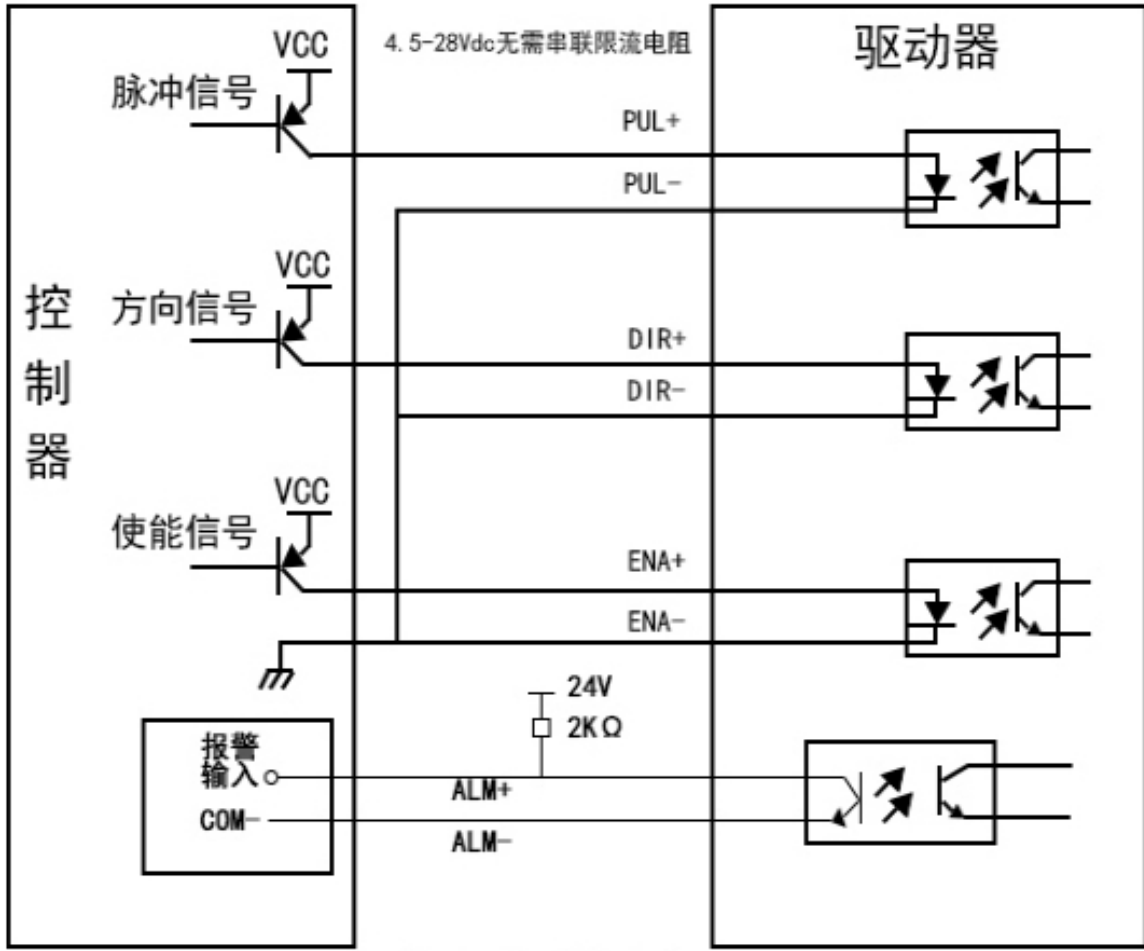 VCC
4.5-28Vdc无需串联限流电阻
驱动器
脉冲信号
PUL+
PUL-
VCC
方向信号
DIR+
DIR-
控
制
器
VCC
使能信号
ENA+
ENA-
24V
2KΩ
报警
输入
ALM+
COM-
ALM-